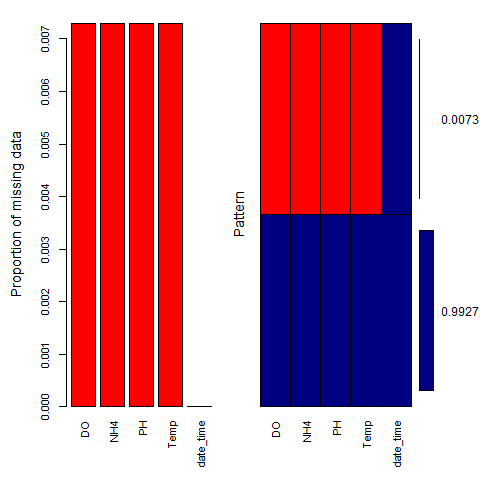 Proportion of missing data
0.007
0.006
0.005
0.004
0.003
0.002
0.001
0.000
DO
NH4
PH
Temp
date_time
Pattern
DO
NH4
PH
Temp
date_time
0.0073
0.9927